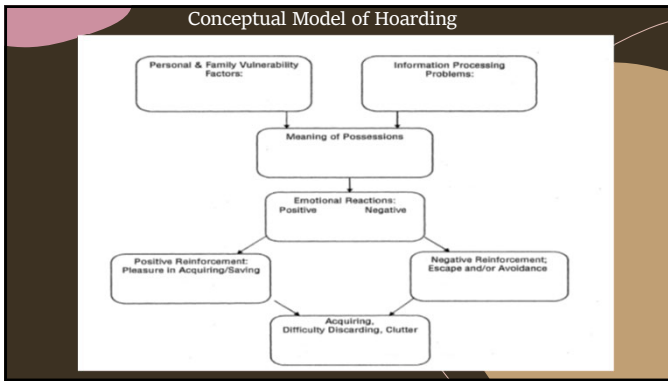 Conceptual Model of Hoarding
Personal & Family Vulnerability
Factors:
Information Processing
Problems:
Meaning of Possessions
Emotional Reactions:
Positive Negative
Positive Reinforcement:
Pleasure in Acquiring/Saving
Negative Reinforcement;
Escape and/or Avoidance
Acquiring,
Difficulty Discarding, Clutter